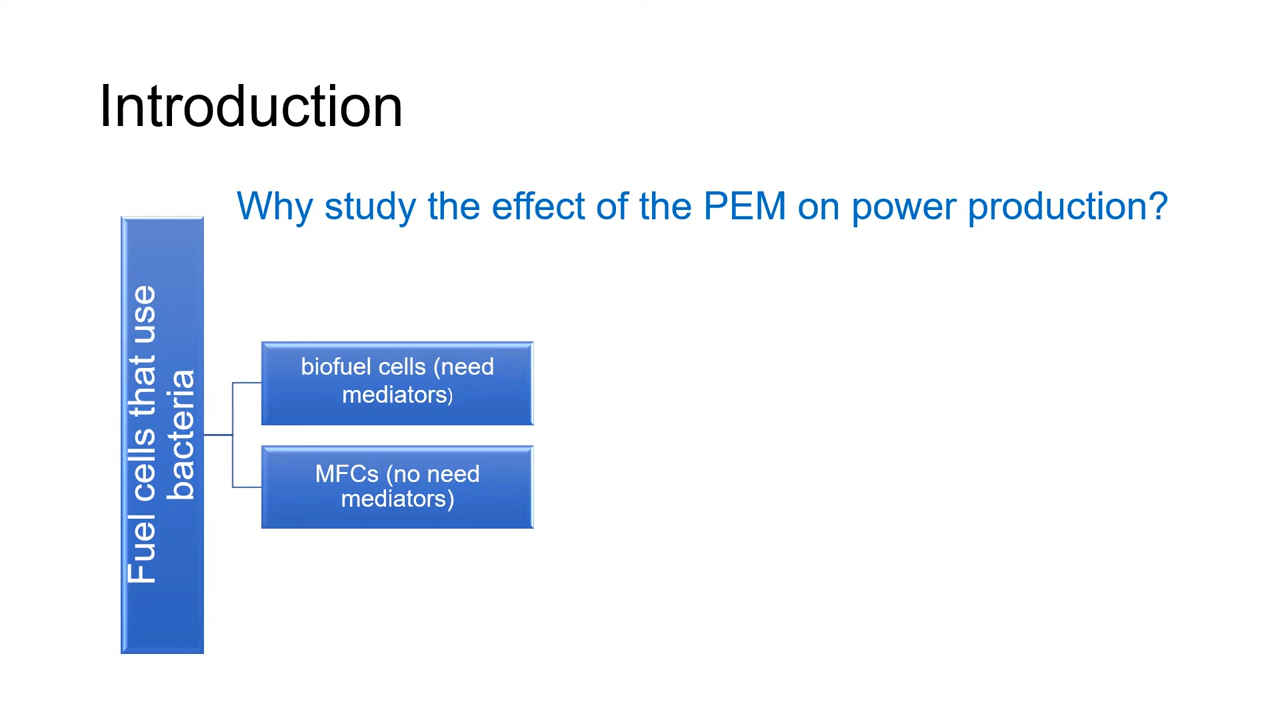 Introduction
Why study the effect of the PEM on power production?
Fuel cells that use
bacteria
biofuel cells (need
mediators)
MFCs (no need
mediators)